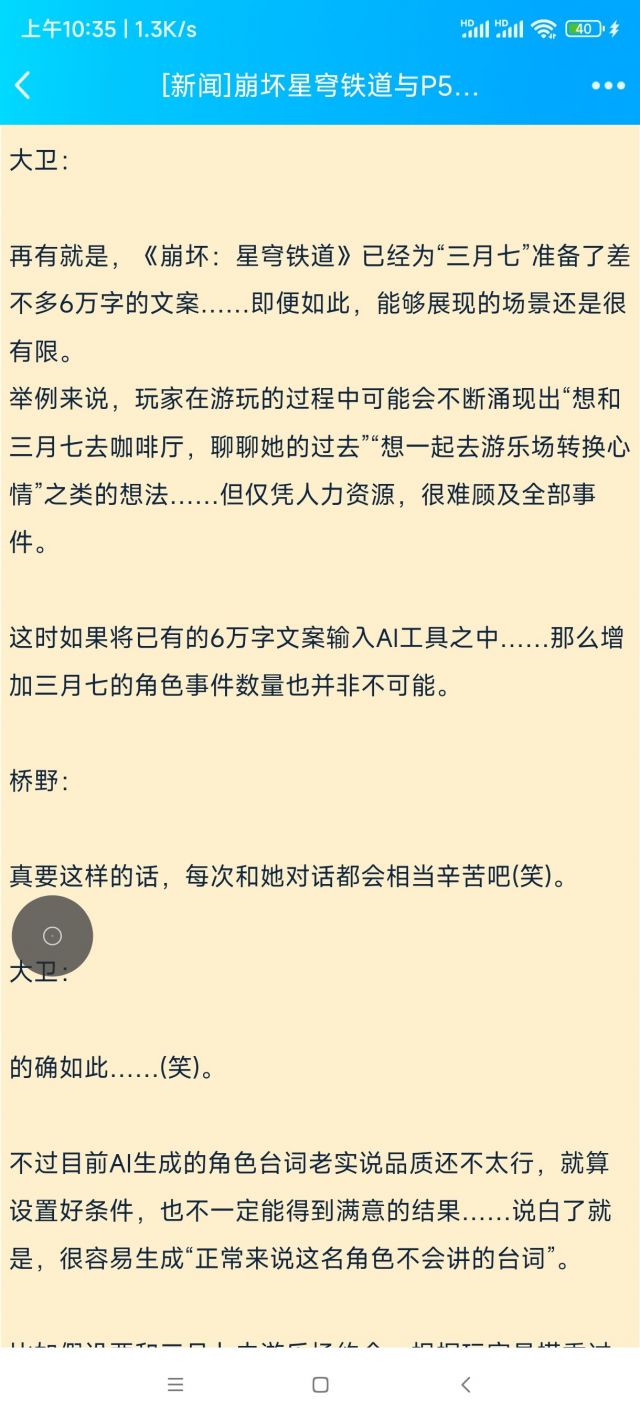 上午10:35 | 1.3K/s
HD HD 40
[新闻]崩坏星穹铁道与P5...
大卫：
再有就是，《崩坏：星穹铁道》已经为“三月七”准备了差
不多6万字的文案……即便如此，能够展现的场景还是很
有限。
举例来说，玩家在游玩的过程中可能会不断涌现出“想和
三月七去咖啡厅，聊聊她的过去”“想一起去游乐场转换心
情”之类的想法……但仅凭人力资源，很难顾及全部事
件。
这时如果将已有的6万字文案输入AI工具之中……那么增
加三月七的角色事件数量也并非不可能。
桥野：
真要这样的话，每次和她对话都会相当辛苦吧(笑)。
大卫：
的确如此……(笑)。
不过目前AI生成的角色台词老实说品质还不太行，就算
设置好条件，也不一定能得到满意的结果……说白了就
是，很容易生成“正常来说这名角色不会讲的台词”。